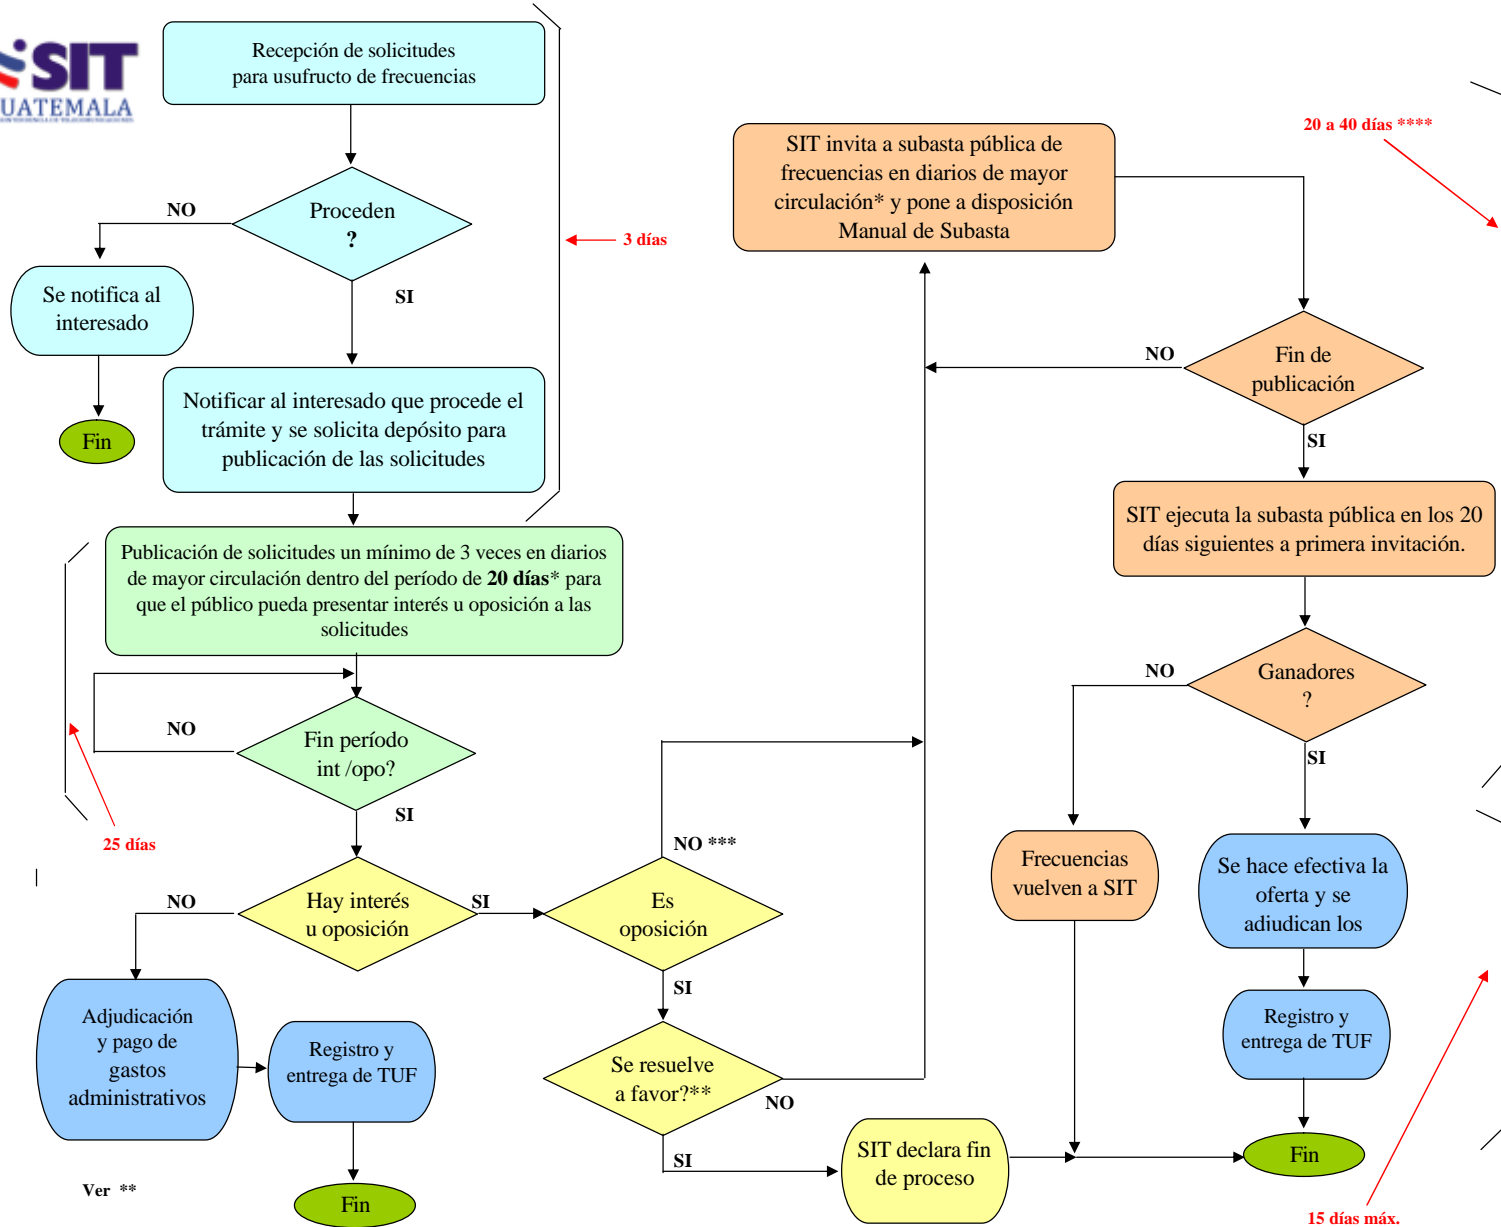 SIT
UATEMALA
Recepción de solicitudes
para usufructo de frecuencias
Proceden
?
NO
SI
3 días
Se notifica al
interesado
Fin
Notificar al interesado que procede el
trámite y se solicita depósito para
publicación de las solicitudes
Publicación de solicitudes un mínimo de 3 veces en diarios
de mayor circulación dentro del período de 20 días* para
que el público pueda presentar interés u oposición a las
solicitudes
Fin período
int /opo?
NO
SI
25 días
Hay interés
u oposición
NO
SI
Adjudicación
y pago de
gastos
administrativos
Registro y
entrega de TUF
Fin
Ver **
Es
oposición
NO ***
SI
Se resuelve
a favor?**
NO
SI
SIT declara fin
de proceso
SIT invita a subasta pública de
frecuencias en diarios de mayor
circulación* y pone a disposición
Manual de Subasta
20 a 40 días ****
Fin de
publicación
NO
SI
SIT ejecuta la subasta pública en los 20
días siguientes a primera invitación.
Ganadores
?
NO
SI
Frecuencias
vuelven a SIT
Se hace efectiva la
oferta y se
adjudican los
Registro y
entrega de TUF
Fin
15 días máx.